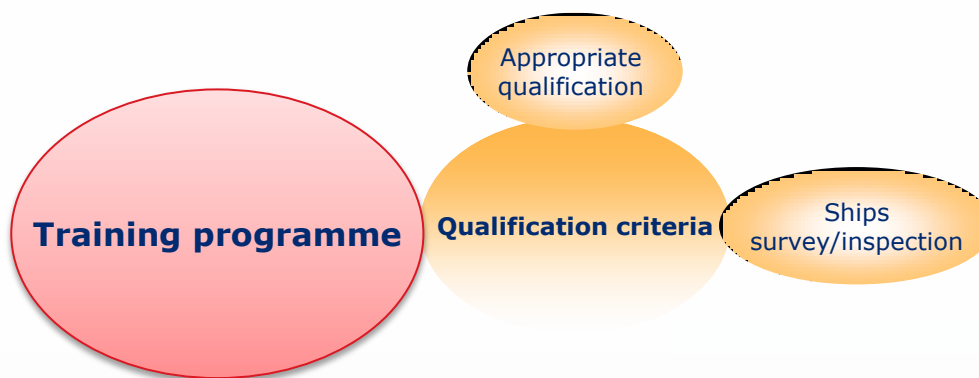 Appropriate
qualification
Training programme
Qualification criteria
Ships
survey/inspection